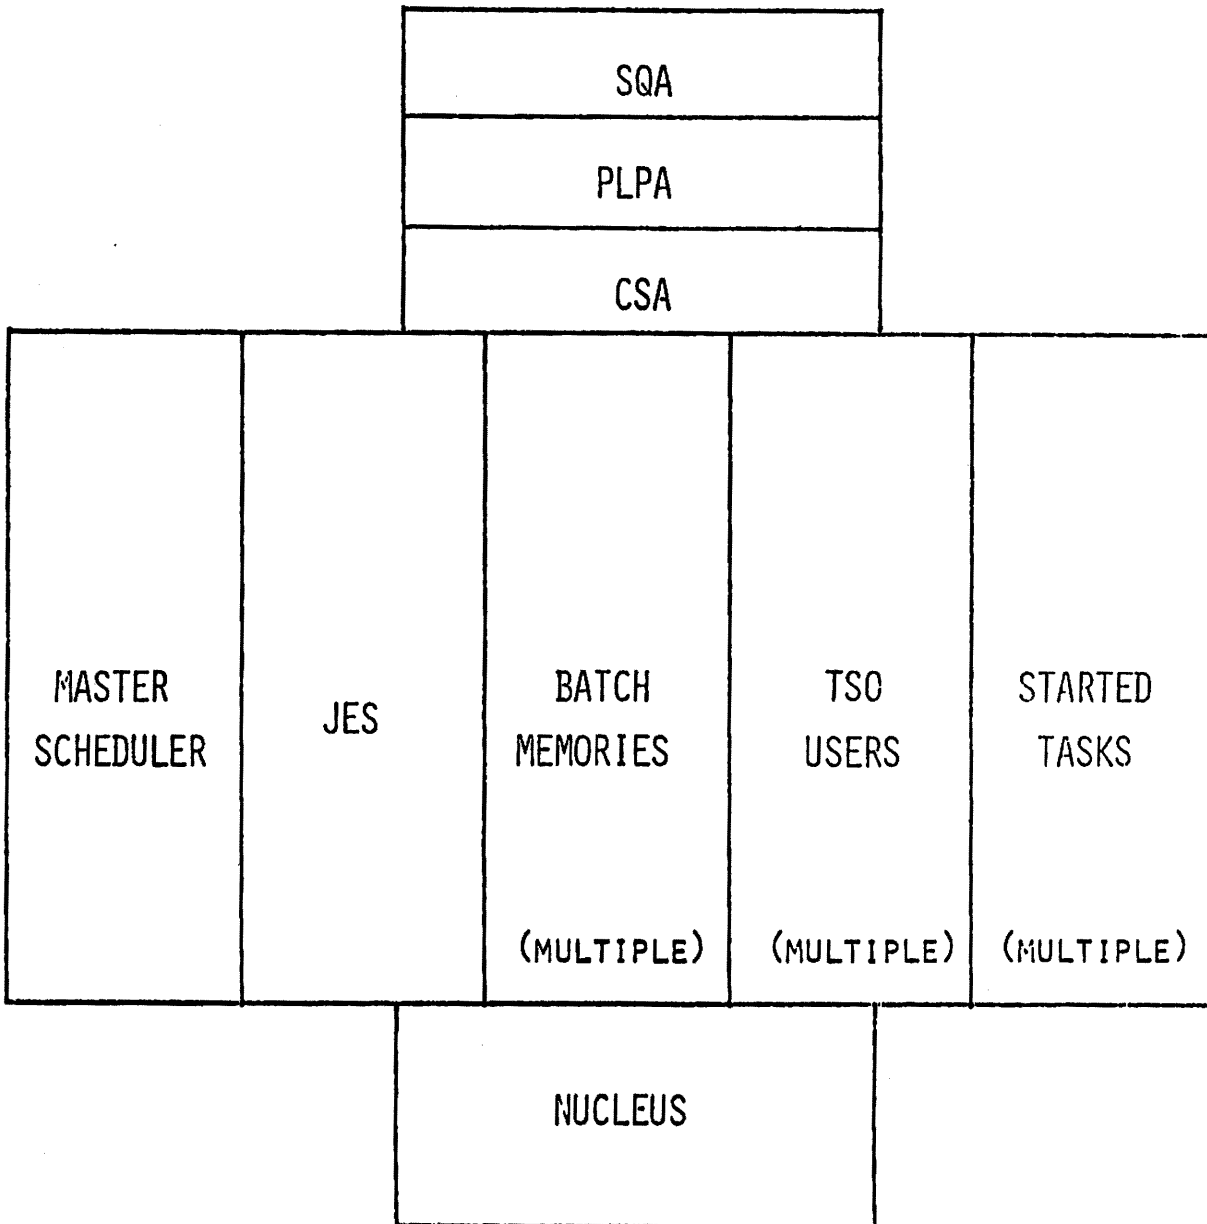 SQA
PLPA
CSA
MASTER
SCHEDULER
JES
BATCH
MEMORIES
(MULTIPLE)
TSO
USERS
(MULTIPLE)
STARTED
TASKS
(MULTIPLE)
NUCLEUS